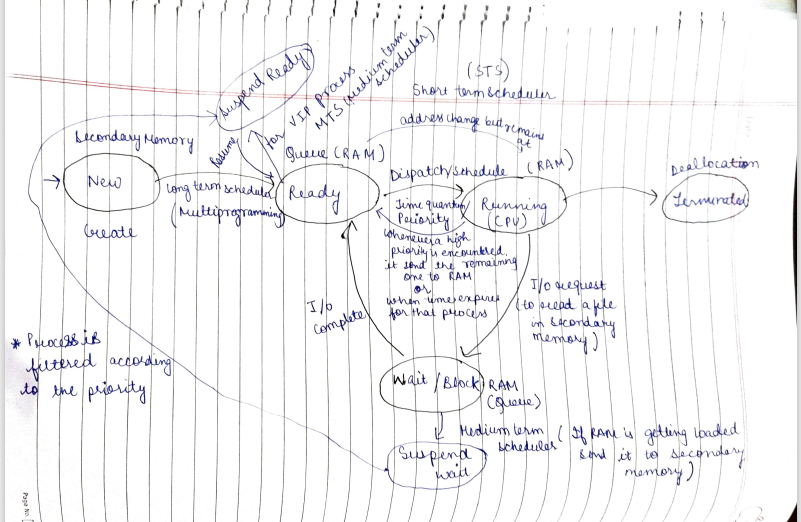 (STS)
Short term scheduler
Suspend Ready
for VIP process
MTS (Medium term
scheduler)
address change but remains
at
(RAM)
Secondary Memory
Resume
Queue (RAM)
Dispatch/schedule
Deallocation
New
Long term scheduler
(Multiprogramming)
Ready
Time quantum/
Periority
Running
(CPU)
Terminated
Create
Whenever a high
priority is encountred,
it send the remaining
one to RAM
or
when time expires
for that process
I/o
complete
I/o request
(to read a file
in secondary
memory)
* Process is
filtered according
to the priority
Wait / Block
RAM
(Queue)
Medium term
scheduler
(If RAM is getting loaded
send it to secondary
memory)
Suspend
wait
Page No.